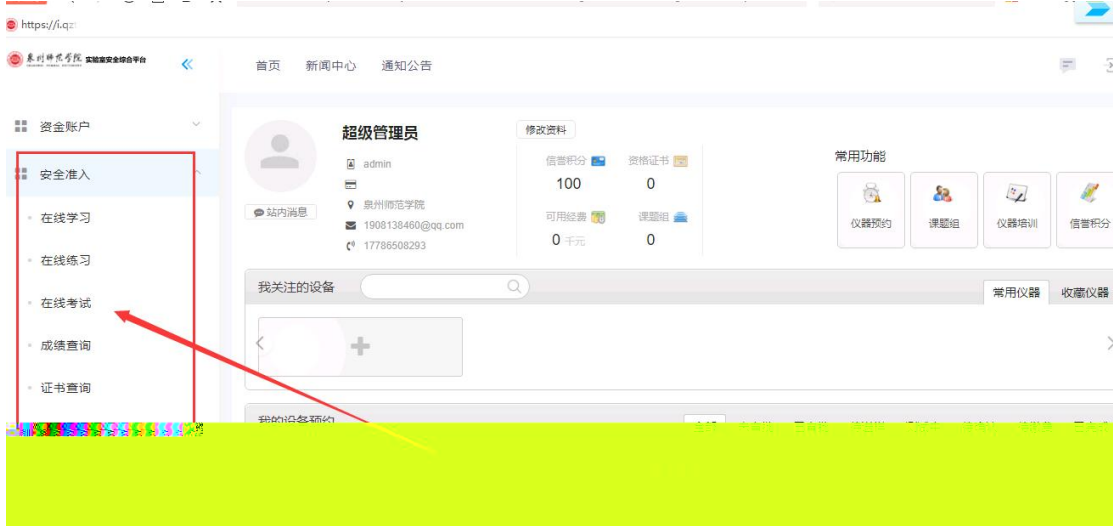 https://i.qz
泉州师范学院 实验室安全综合平台
首页 新闻中心 通知公告
资金账户
安全准入
在线学习
在线练习
在线考试
成绩查询
证书查询
超级管理员
修改资料
admin
泉州师范学院
1908138460@qq.com
17786508293
站内消息
信誉积分 资格证书
100 0
可用经费 课题组
0 千元 0
常用功能
仪器预约 课题组 仪器培训 信誉积分
我关注的设备
常用仪器 收藏仪器
我的设备预约